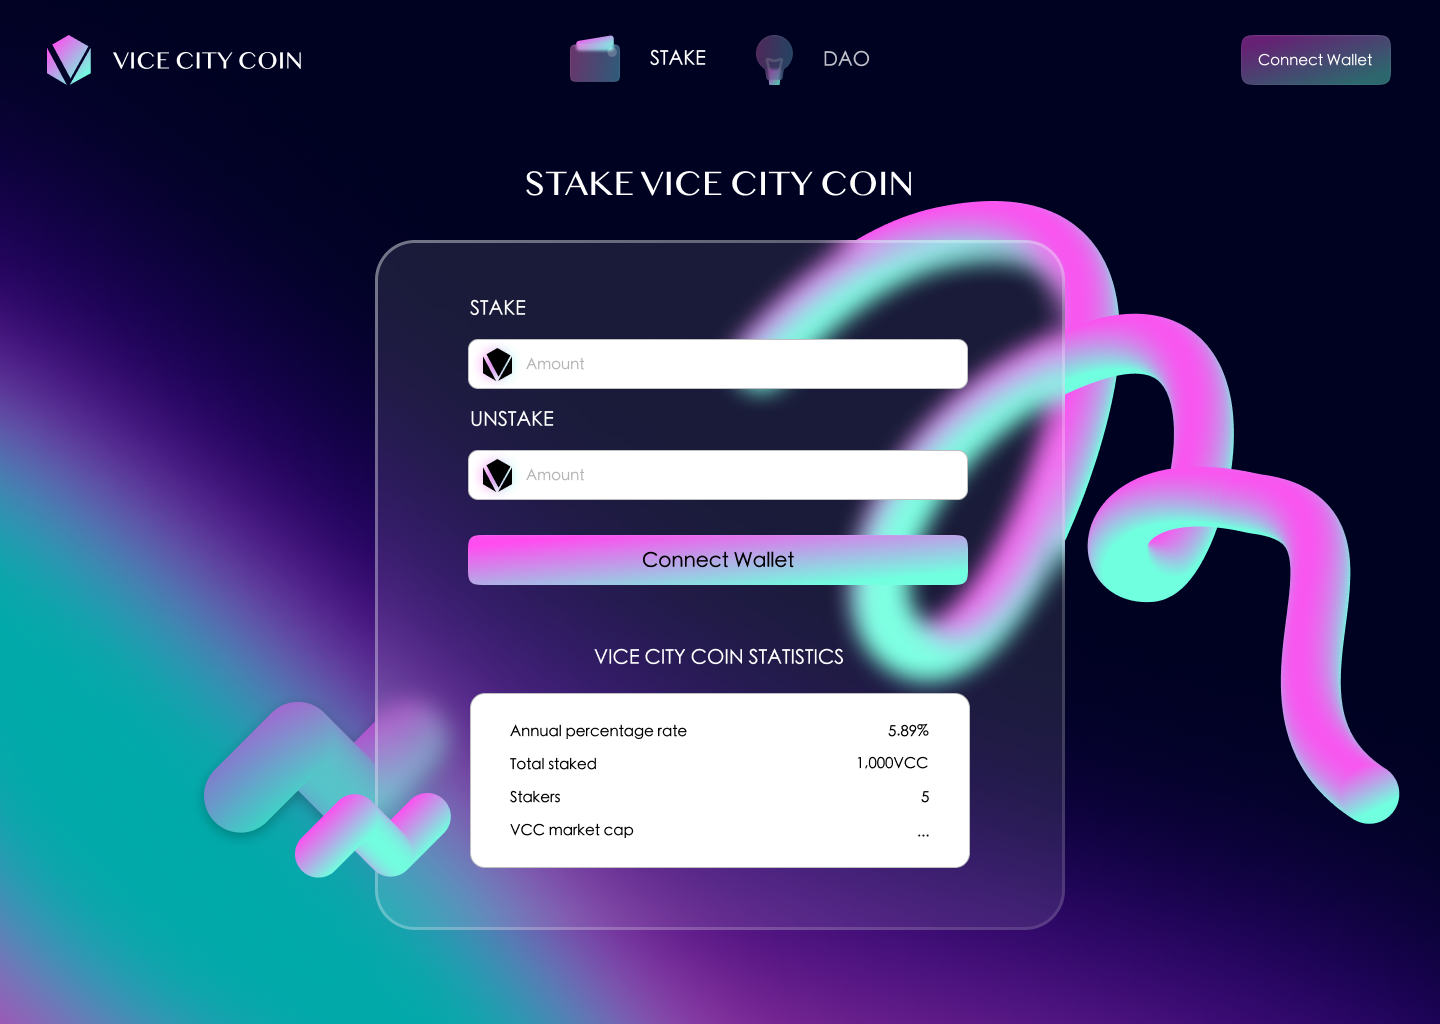 VICE CITY COIN
STAKE
DAO
Connect Wallet
STAKE VICE CITY COIN
STAKE
Amount
UNSTAKE
Amount
Connect Wallet
VICE CITY COIN STATISTICS
Annual percentage rate 5.89%
Total staked 1,000VCC
Stakers 5
VCC market cap ...